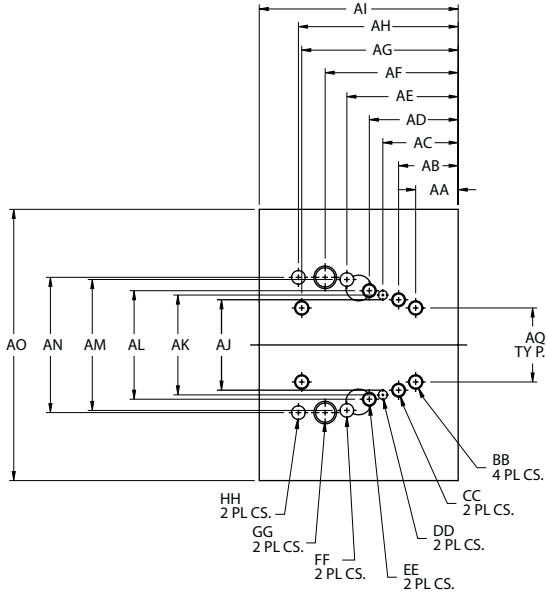 AI
AH
AG
AF
AE
AD
AC
AB
AA
AO
AN
AM
AL
AK
AJ
AQ
TY P.
BB
4 PL CS.
CC
2 PL CS.
DD
2 PL CS.
EE
2 PL CS.
FF
2 PL CS.
GG
2 PL CS.
HH
2 PL CS.